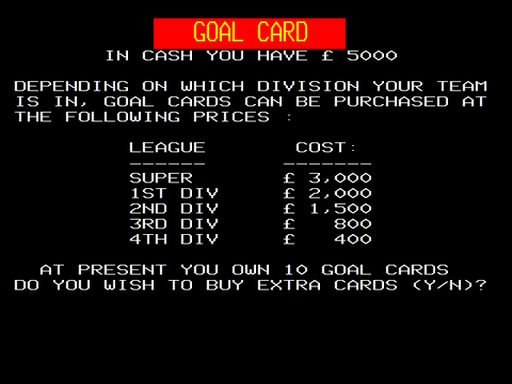 GOAL CARD
IN CASH YOU HAVE £ 5000
DEPENDING ON WHICH DIVISION YOUR TEAM
IS IN, GOAL CARDS CAN BE PURCHASED AT
THE FOLLOWING PRICES :
LEAGUE COST:
------ -------
SUPER £ 3,000
1ST DIV £ 2,000
2ND DIV £ 1,500
3RD DIV £ 800
4TH DIV £ 400
AT PRESENT YOU OWN 10 GOAL CARDS
DO YOU WISH TO BUY EXTRA CARDS (Y/N)?